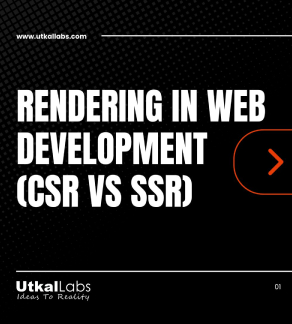 www.utkallabs.com
RENDERING IN WEB
DEVELOPMENT
(CSR VS SSR)
UtkalLabs
Ideas To Reality
01